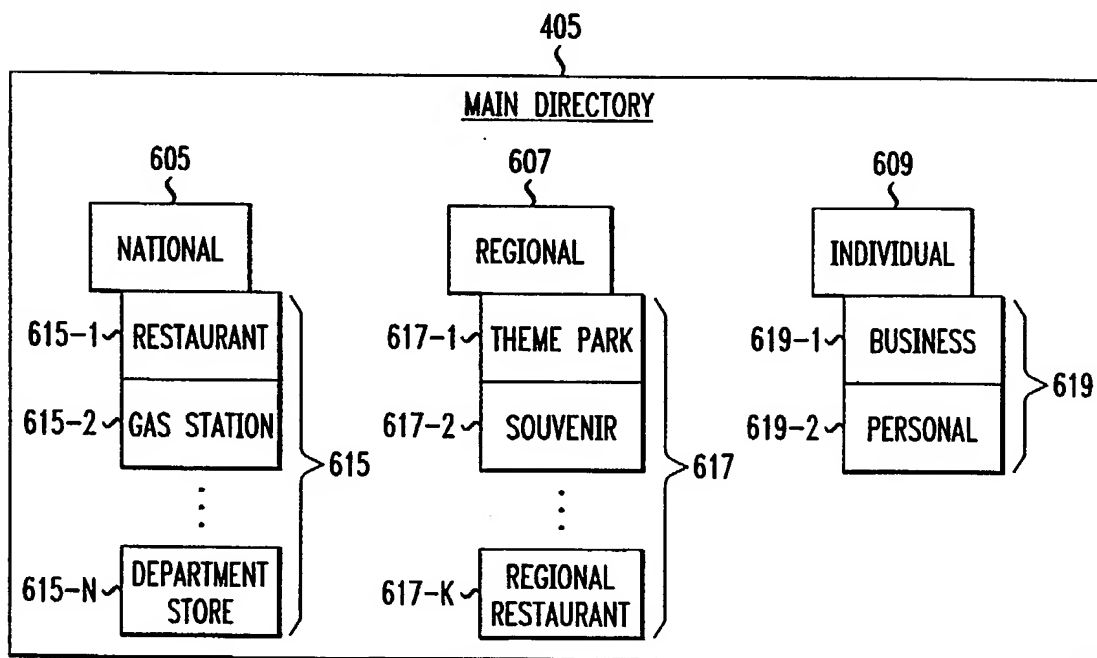 405
MAIN DIRECTORY
605
607
609
NATIONAL
REGIONAL
INDIVIDUAL
615-1
RESTAURANT
615-2
GAS STATION
615-N
DEPARTMENT
STORE
615
617-1
THEME PARK
617-2
SOUVENIR
617-K
REGIONAL
RESTAURANT
617
619-1
BUSINESS
619-2
PERSONAL
619